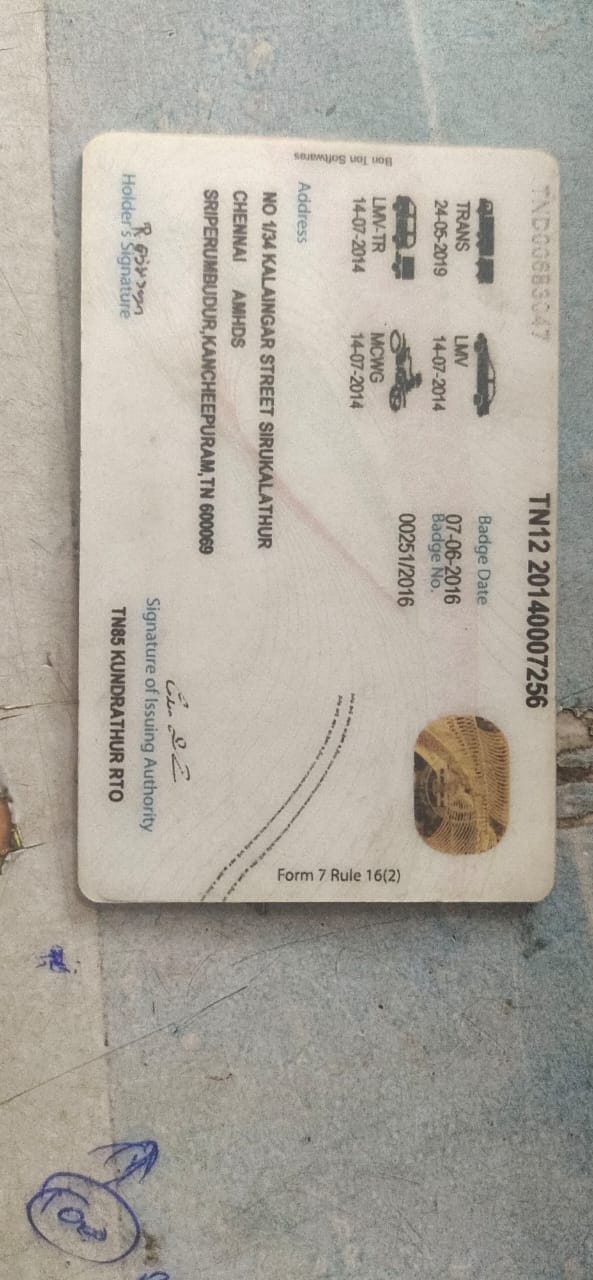 TN12 20140007256
TRANS
24-05-2019
LMV
14-07-2014
Badge Date
07-06-2016
Badge No.
00251/2016
LMV-TR
14-07-2014
MCWG
14-07-2014
Form 7 Rule 16(2)
Bon Ton Softwares
Address
NO 1/34 KALAINGAR STREET SIRUKALATHUR
CHENNAI AMHDS
SRIPERUMBUDUR,KANCHEEPURAM,TN 600069
Holder's Signature
Signature of Issuing Authority
TN85 KUNDRATHUR RTO